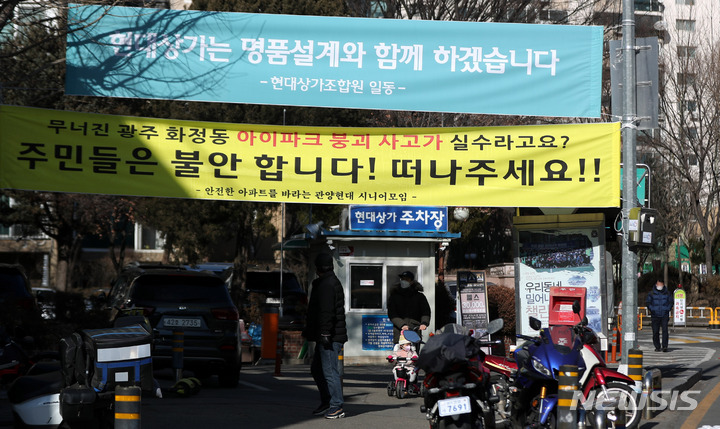 현대상가는 명품설계와 함께 하겠습니다
- 현대상가조합원 일동 -
무너진 광주 화정동 아이파크 붕괴 사고가 실수라고요?
주민들은 불안 합니다! 떠나주세요!!
- 안전한 아파트를 바라는 관양현대 시니어모임 -
현대상가 주차장
7691
NEWSIS